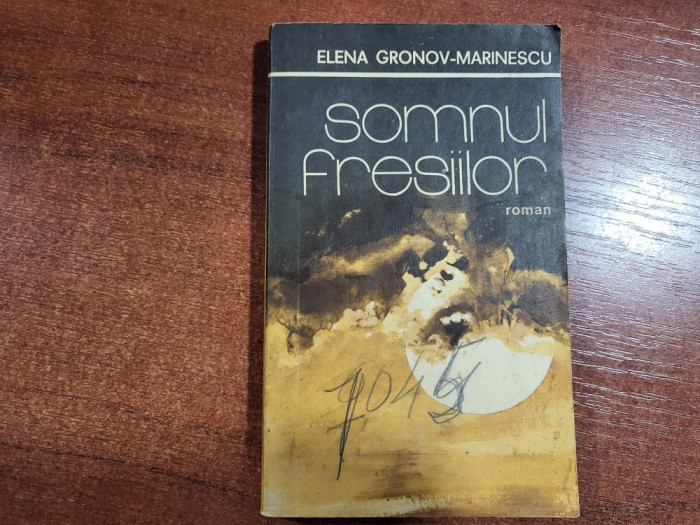 ELENA GRONOV-MARINESCU
somnul
fresiilor
roman